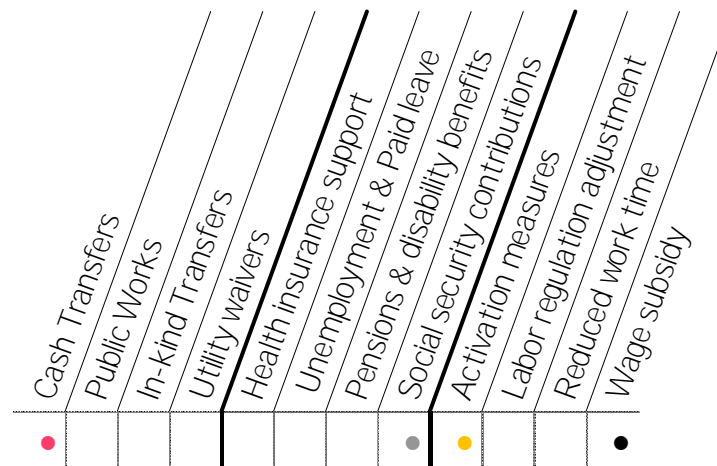 Cash Transfers
Public Works
In-Kind Transfers
Utility waivers
Health insurance support
Unemployment & Paid leave
Pensions & disability benefits
Social security contributions
Activation measures
Labor regulation adjustment
Reduced work time
Wage subsidy